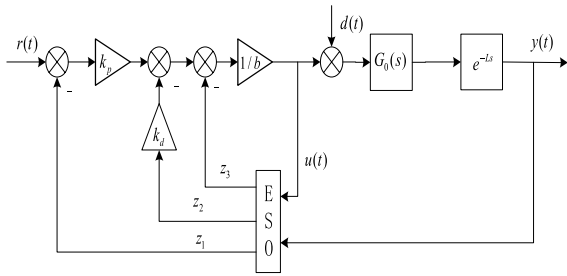 d(t)
r(t)
y(t)
k_p
1/b
G_0(s)
e^{-Ls}
-
-
-
k_d
z_3
u(t)
z_2
z_1
E
S
O